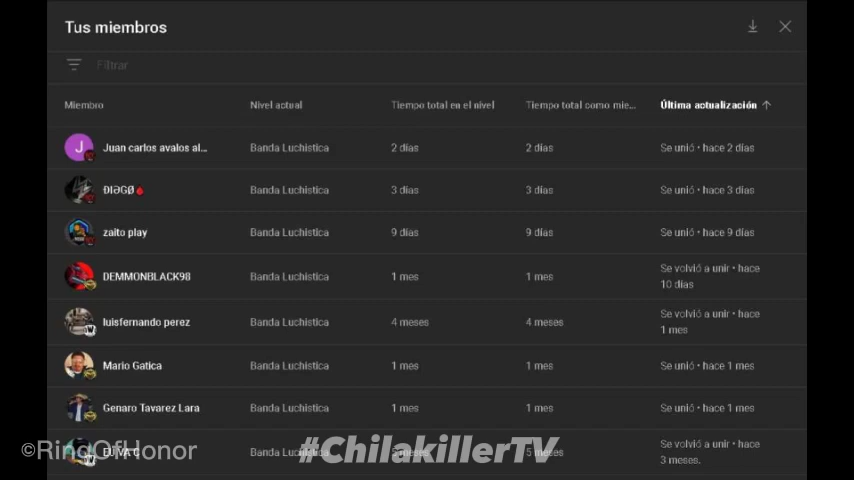 Tus miembros
Filtrar
Miembro Nivel actual Tiempo total en el nivel Tiempo total como mie... Última actualización ↑
J Juan carlos avalos al... Banda Luchistica 2 días 2 días Se unió • hace 2 días
ĐIƏGØ Banda Luchistica 3 días 3 días Se unió • hace 3 días
zaito play Banda Luchistica 9 días 9 días Se unió • hace 9 días
DEMMONBLACK98 Banda Luchistica 1 mes 1 mes Se volvió a unir • hace
10 días
luisfernando perez Banda Luchistica 4 meses 4 meses Se volvió a unir • hace
1 mes
Mario Gatica Banda Luchistica 1 mes 1 mes Se unió • hace 1 mes
Genaro Tavarez Lara Banda Luchistica 1 mes 1 mes Se unió • hace 1 mes
Banda Luchistica 5 meses 5 meses Se volvió a unir • hace
3 meses.
©RingOfHonor
#ChilakillerTV